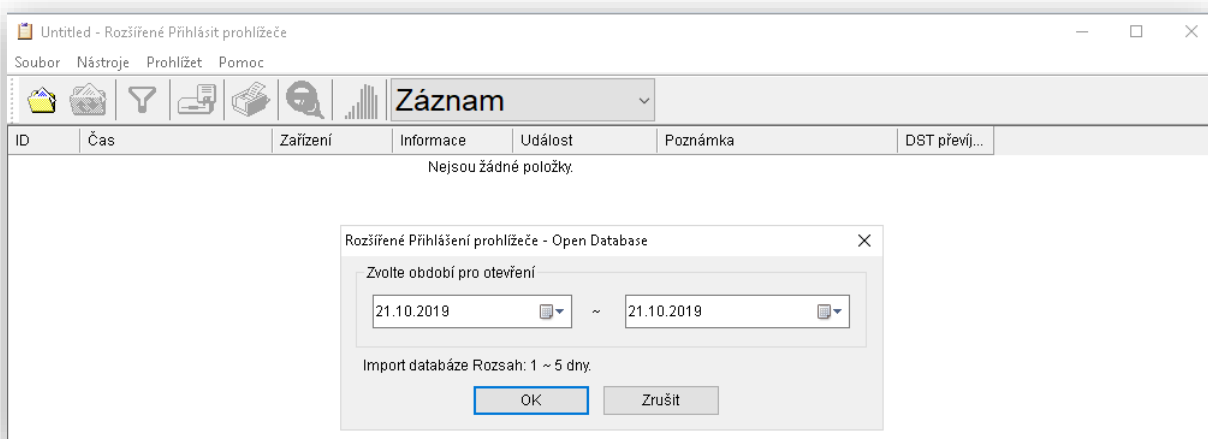 Untitled - Rozšířené Přihlásit prohlížeče
Soubor Nástroje Prohlížet Pomoc
Záznam
ID Čas Zařízení Informace Událost Poznámka DST převíj...
Nejsou žádné položky.
Rozšířené Přihlášení prohlížeče - Open Database
Zvolte období pro otevření
21.10.2019 ~ 21.10.2019
Import databáze Rozsah: 1 ~ 5 dny.
OK Zrušit